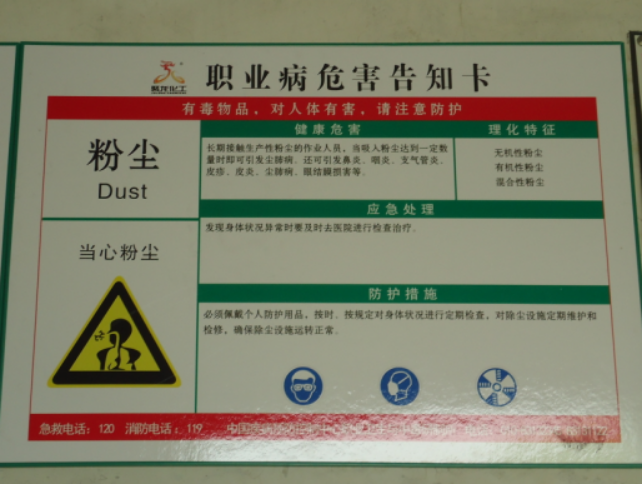 职业病危害告知卡
有毒物品，对人体有害，请注意防护
粉尘
Dust
健康危害
长期接触生产性粉尘的作业人员，当吸入粉尘达到一定数
量时即可引发尘肺病、还可引发鼻炎、咽炎、支气管炎、
皮疹、皮炎、尘肺病、眼结膜损害等。
理化特征
无机性粉尘
有机性粉尘
混合性粉尘
应急处理
发现身体状况异常时要及时去医院进行检查治疗。
当心粉尘
防护措施
必须佩戴个人防护用品，按时、按规定对身体状况进行定期检查，对除尘设施定期维护和
检修，确保除尘设施运转正常。
急救电话：120 消防电话：119